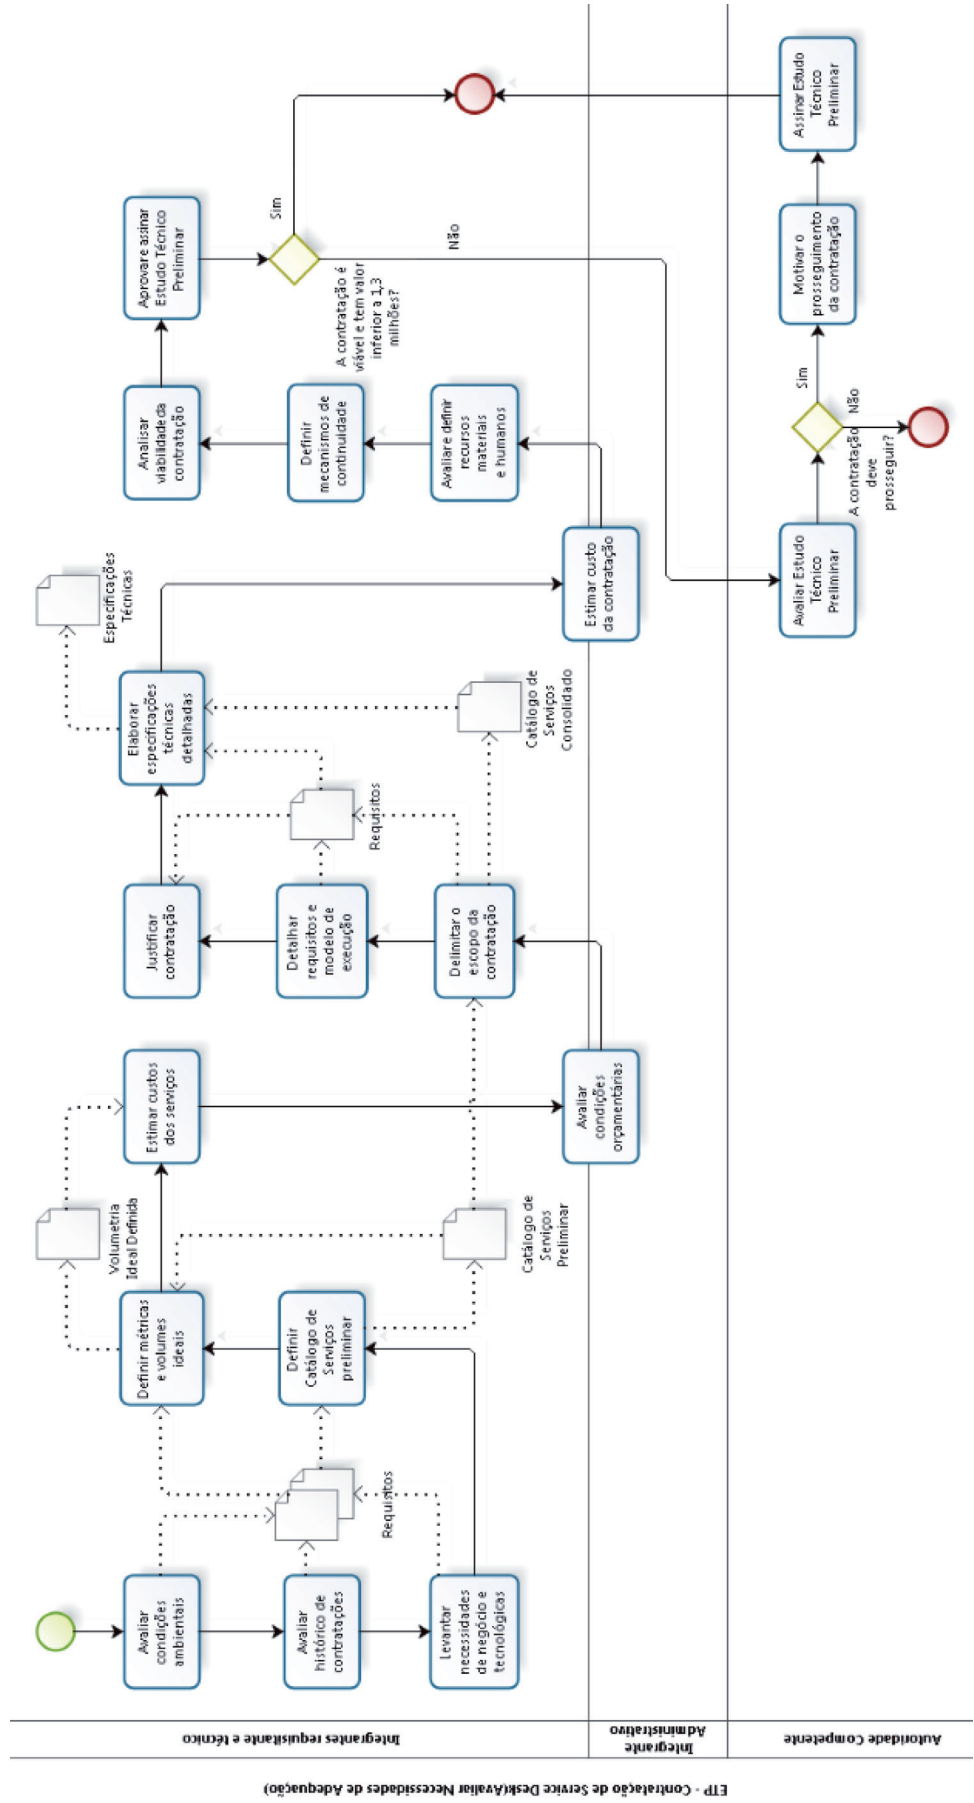 ETP - Contratação de Service Desk(Avaliar Necessidades de Adequação)
Integrantes requisitante e técnico
Integrante
Administrativo
Autoridade Competente
Avaliar
condições
ambientais
Avaliar
histórico de
contratações
Levantar
necessidades
de negócio e
tecnológicas
Requisitos
Definir métricas
e volumes
ideais
Definir
Catálogo de
Serviços
preliminar
Volumetria
Ideal Definida
Catálogo de
Serviços
Preliminar
Estimar custos
dos serviços
Avaliar
condições
orçamentárias
Justificar
contratação
Detalhar
requisitos e
modelo de
execução
Delimitar o
escopo da
contratação
Requisitos
Elaborar
especificações
técnicas
detalhadas
Catálogo de
Serviços
Consolidado
Especificações
Técnicas
Estimar custo
da contratação
Avaliar e definir
recursos
materiais
e humanos
Definir
mecanismos de
continuidade
Analisar
viabilidade da
contratação
Aprovar e assinar
Estudo Técnico
Preliminar
A contratação é
viável e tem valor
inferior a 1,3
milhões?
Sim
Não
Avaliar Estudo
Técnico
Preliminar
A contratação
deve
prosseguir?
Sim
Não
Motivar o
prosseguimento
da contratação
Assinar Estudo
Técnico
Preliminar